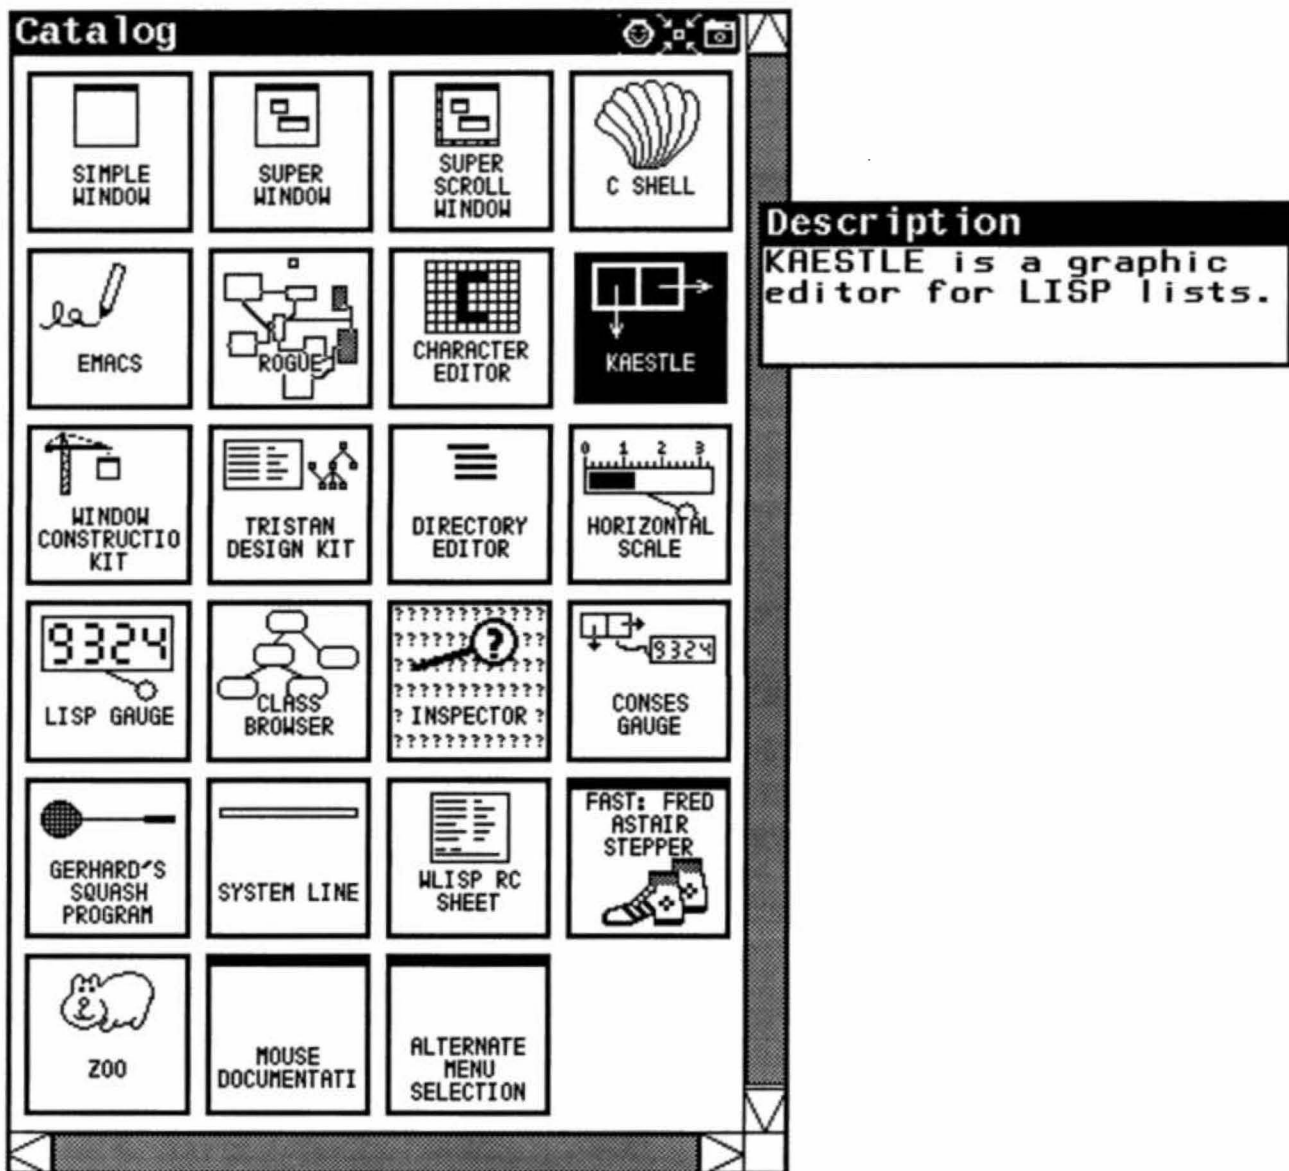 Catalog
SIMPLE
WINDOW
SUPER
WINDOW
SUPER
SCROLL
WINDOW
C SHELL
Description
KAESTLE is a graphic
editor for LISP lists.
EMACS
ROGUE
C
CHARACTER
EDITOR
KAESTLE
WINDOW
CONSTRUCTIO
KIT
TRISTAN
DESIGN KIT
DIRECTORY
EDITOR
0 1 2 3
HORIZONTAL
SCALE
9324
LISP GAUGE
CLASS
BROWSER
???????????
??????? ? ??
???? ??
???????????
???????????
? INSPECTOR ?
???????????
9324
CONSES
GAUGE
GERHARD'S
SQUASH
PROGRAM
SYSTEM LINE
WLISP RC
SHEET
FAST: FRED
ASTAIR
STEPPER
ZOO
MOUSE
DOCUMENTATI
ALTERNATE
MENU
SELECTION